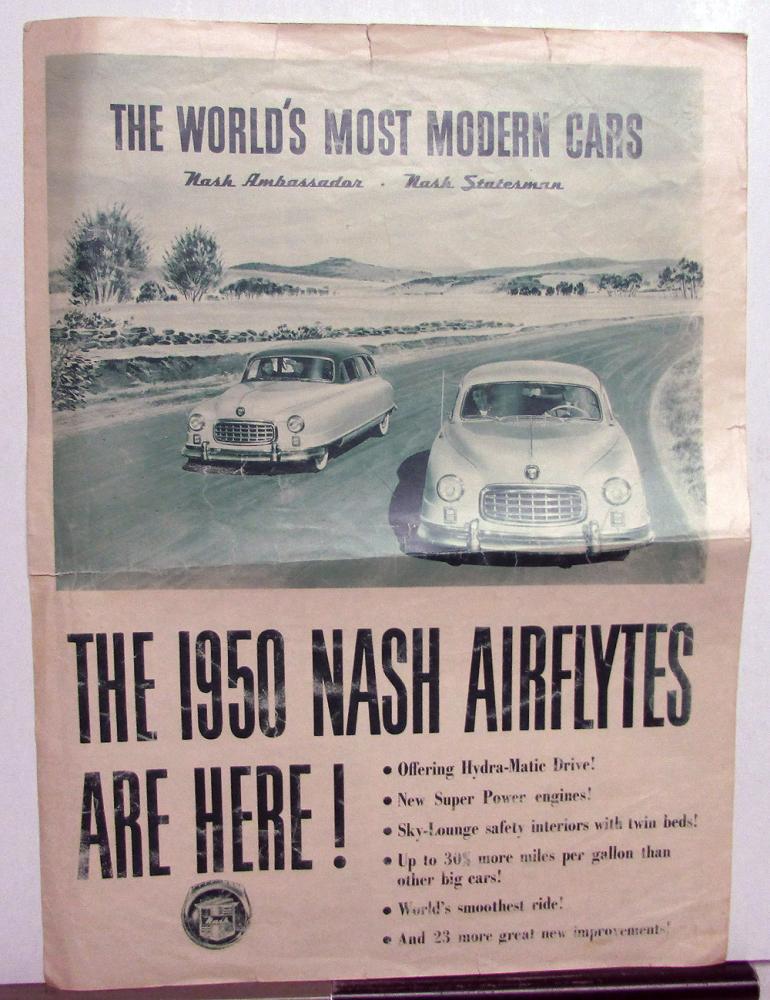 THE WORLD'S MOST MODERN CARS
Nash Ambassador · Nash Statesman
THE 1950 NASH AIRFLYTES
ARE HERE!
• Offering Hydra-Matic Drive!
• New Super Power engines!
• Sky-Lounge safety interiors with twin beds!
• Up to 30% more miles per gallon than
other big cars!
• World's smoothest ride!
• And 23 more great new improvements!
Nash